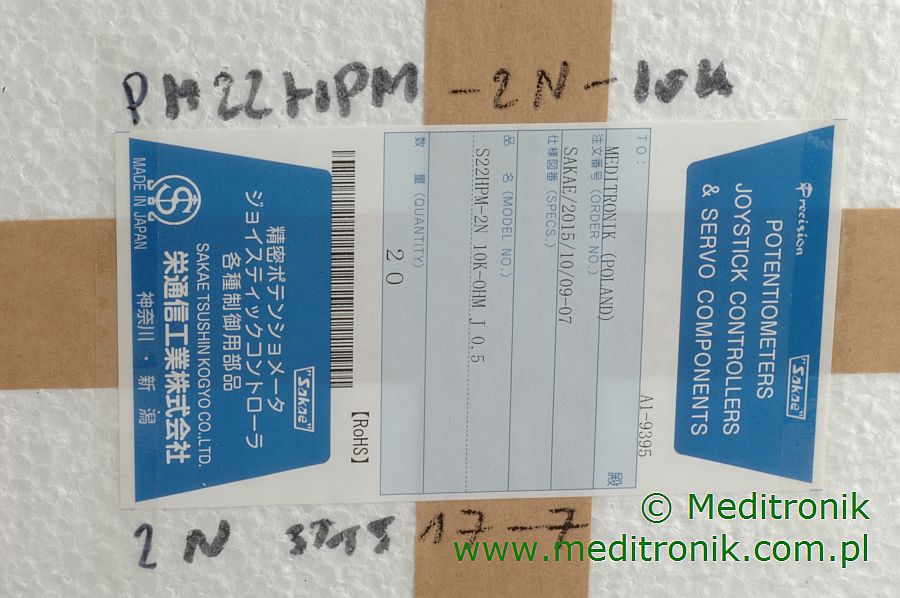 PM22HPM-2N-10K
Precision
POTENTIOMETERS
JOYSTICK CONTROLLERS
& SERVO COMPONENTS
Sakae
TO:
A1-9395
MEDITRONIK (POLAND)
殿
注文番号 (ORDER NO.)
SAKAE/2015/10/09-07
仕様図番 (SPECS.)
品 名 (MODEL NO.)
S22HPM-2N 10K-OHM J 0.5
数 量 (QUANTITY)
20
【RoHS】
Sakae
精密ポテンショメータ
ジョイスティックコントローラ
各種制御用部品
SAKAE TSUSHIN KOGYO CO.,LTD.
栄通信工業株式会社
MADE IN JAPAN
神奈川・新潟
2N 17-7
© Meditronik
www.meditronik.com.pl